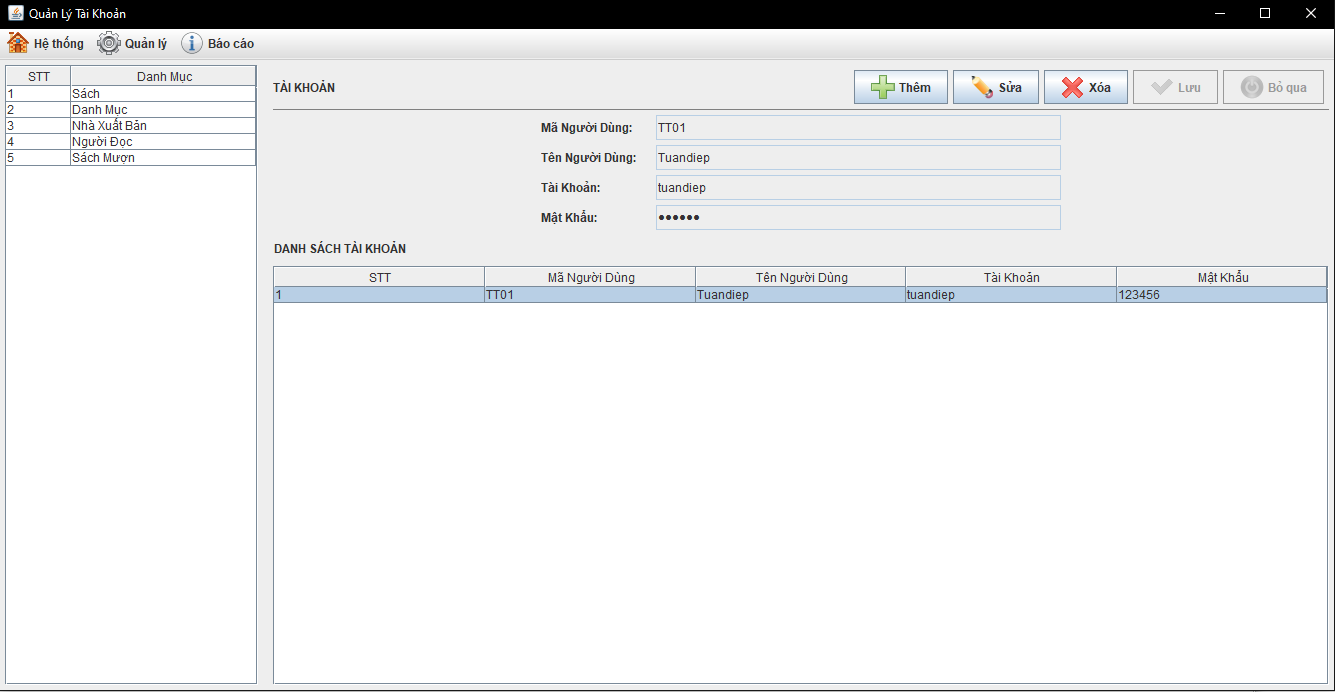 Quản Lý Tài Khoản
Hệ thống Quản lý Báo cáo
STT Danh Mục
1 Sách
2 Danh Mục
3 Nhà Xuất Bản
4 Người Đọc
5 Sách Mượn
TÀI KHOẢN Thêm Sửa Xóa Lưu Bỏ qua
Mã Người Dùng: TT01
Tên Người Dùng: Tuandiep
Tài Khoản: tuandiep
Mật Khẩu: ••••••
DANH SÁCH TÀI KHOẢN
STT Mã Người Dùng Tên Người Dùng Tài Khoản Mật Khẩu
1 TT01 Tuandiep tuandiep 123456